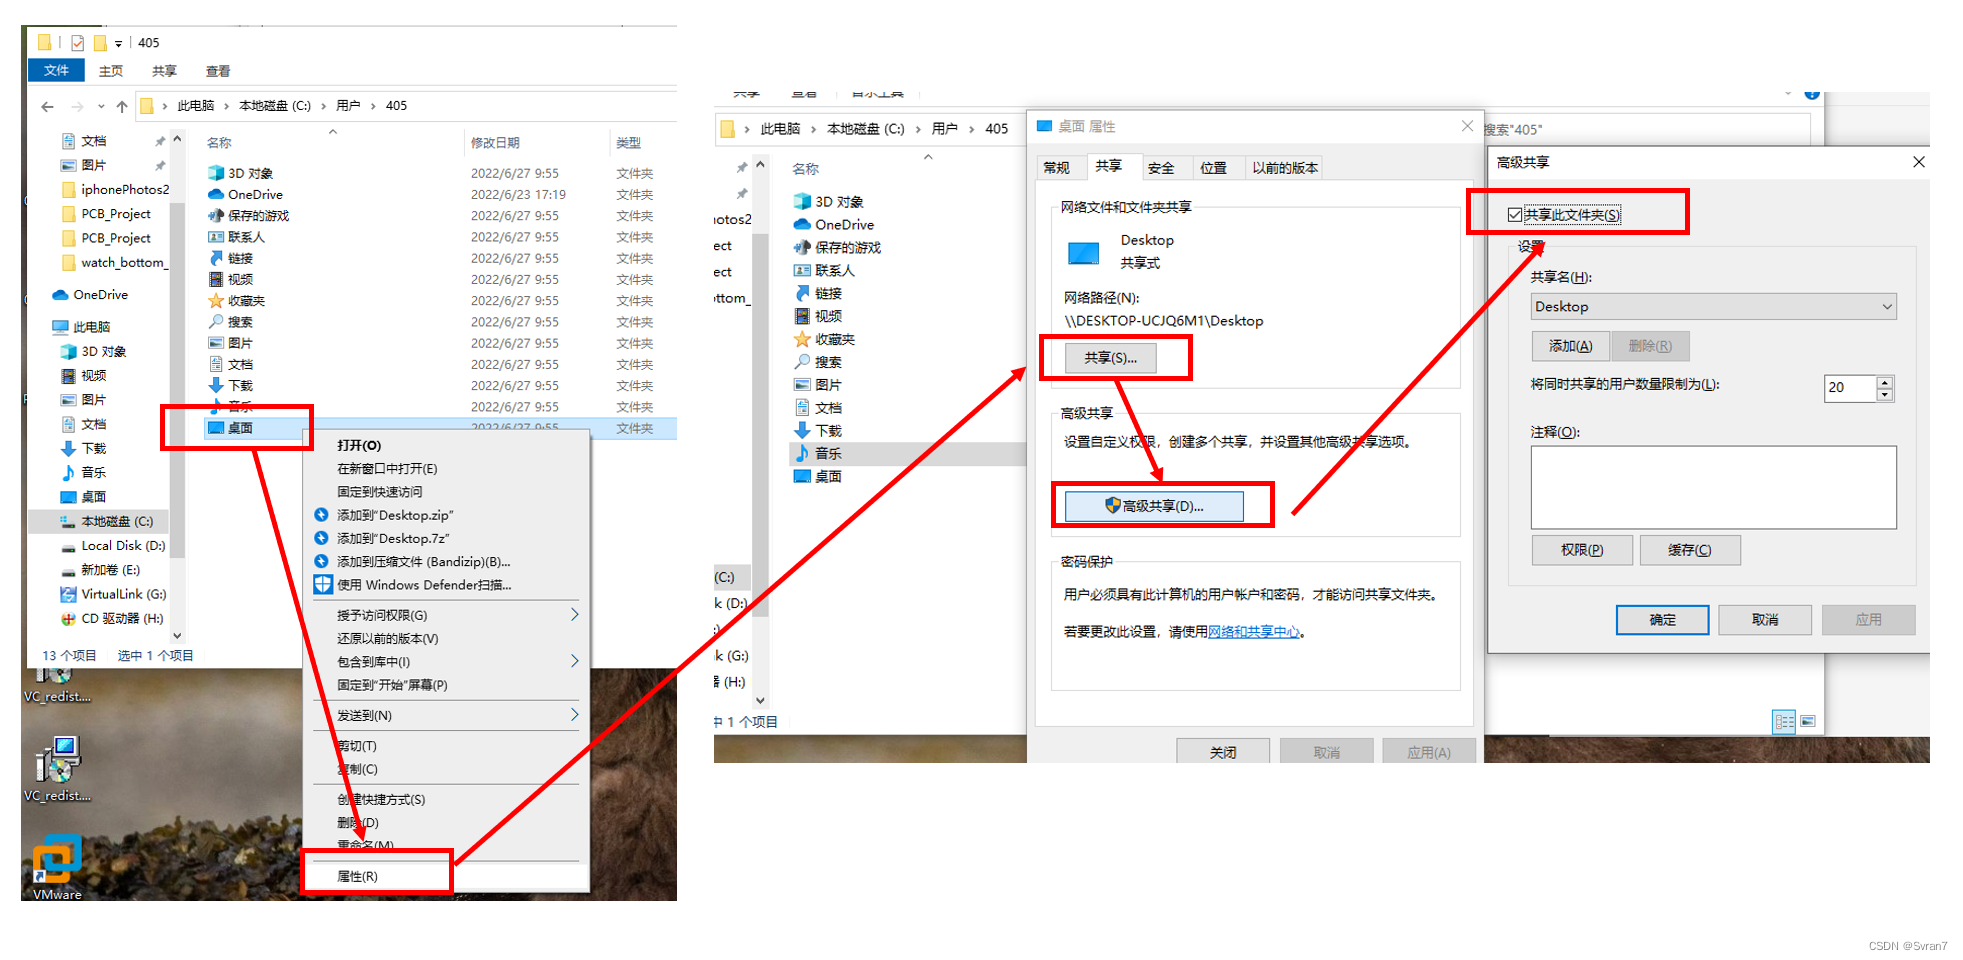 405
文件 主页 共享 查看
此电脑 › 本地磁盘 (C:) › 用户 › 405
文档
图片
iphonePhotos2
PCB_Project
PCB_Project
watch_bottom_
OneDrive
此电脑
3D 对象
视频
图片
文档
下载
音乐
桌面
本地磁盘 (C:)
Local Disk (D:)
新加卷 (E:)
VirtualLink (G:)
CD 驱动器 (H:)
名称 修改日期 类型
3D 对象 2022/6/27 9:55 文件夹
OneDrive 2022/6/23 17:19 文件夹
保存的游戏 2022/6/27 9:55 文件夹
联系人 2022/6/27 9:55 文件夹
链接 2022/6/27 9:55 文件夹
视频 2022/6/27 9:55 文件夹
收藏夹 2022/6/27 9:55 文件夹
搜索 2022/6/27 9:55 文件夹
图片 2022/6/27 9:55 文件夹
文档 2022/6/27 9:55 文件夹
下载 2022/6/27 9:55 文件夹
音乐 2022/6/27 9:55 文件夹
桌面 2022/6/27 9:55 文件夹
13 个项目 选中 1 个项目
打开(O)
在新窗口中打开(E)
固定到快速访问
添加到"Desktop.zip"
添加到"Desktop.7z"
添加到压缩文件 (Bandizip)(B)...
使用 Windows Defender扫描...
授予访问权限(G)
还原以前的版本(V)
包含到库中(I)
固定到"开始"屏幕(P)
发送到(N)
剪切(T)
复制(C)
创建快捷方式(S)
删除(D)
重命名(M)
属性(R)
VC_redist....
VC_redist....
VMware
共享 查看 音乐工具
此电脑 › 本地磁盘 (C:) › 用户 › 405
搜索"405"
hotos2
ect
ect
ttom_
(C:)
k (D:)
k (G:)
(H:)
1 个项目
名称
3D 对象
OneDrive
保存的游戏
联系人
链接
视频
收藏夹
搜索
图片
文档
下载
音乐
桌面
桌面 属性
常规 共享 安全 位置 以前的版本
网络文件和文件夹共享
Desktop
共享式
网络路径(N):
\\DESKTOP-UCJQ6M1\Desktop
共享(S)...
高级共享
设置自定义权限，创建多个共享，并设置其他高级共享选项。
高级共享(D)...
密码保护
用户必须具有此计算机的用户帐户和密码，才能访问共享文件夹。
若要更改此设置，请使用网络和共享中心。
关闭 取消 应用(A)
高级共享
共享此文件夹(S)
设置
共享名(H):
Desktop
添加(A) 删除(R)
将同时共享的用户数量限制为(L): 20
注释(O):
权限(P) 缓存(C)
确定 取消 应用
CSDN @Svran7